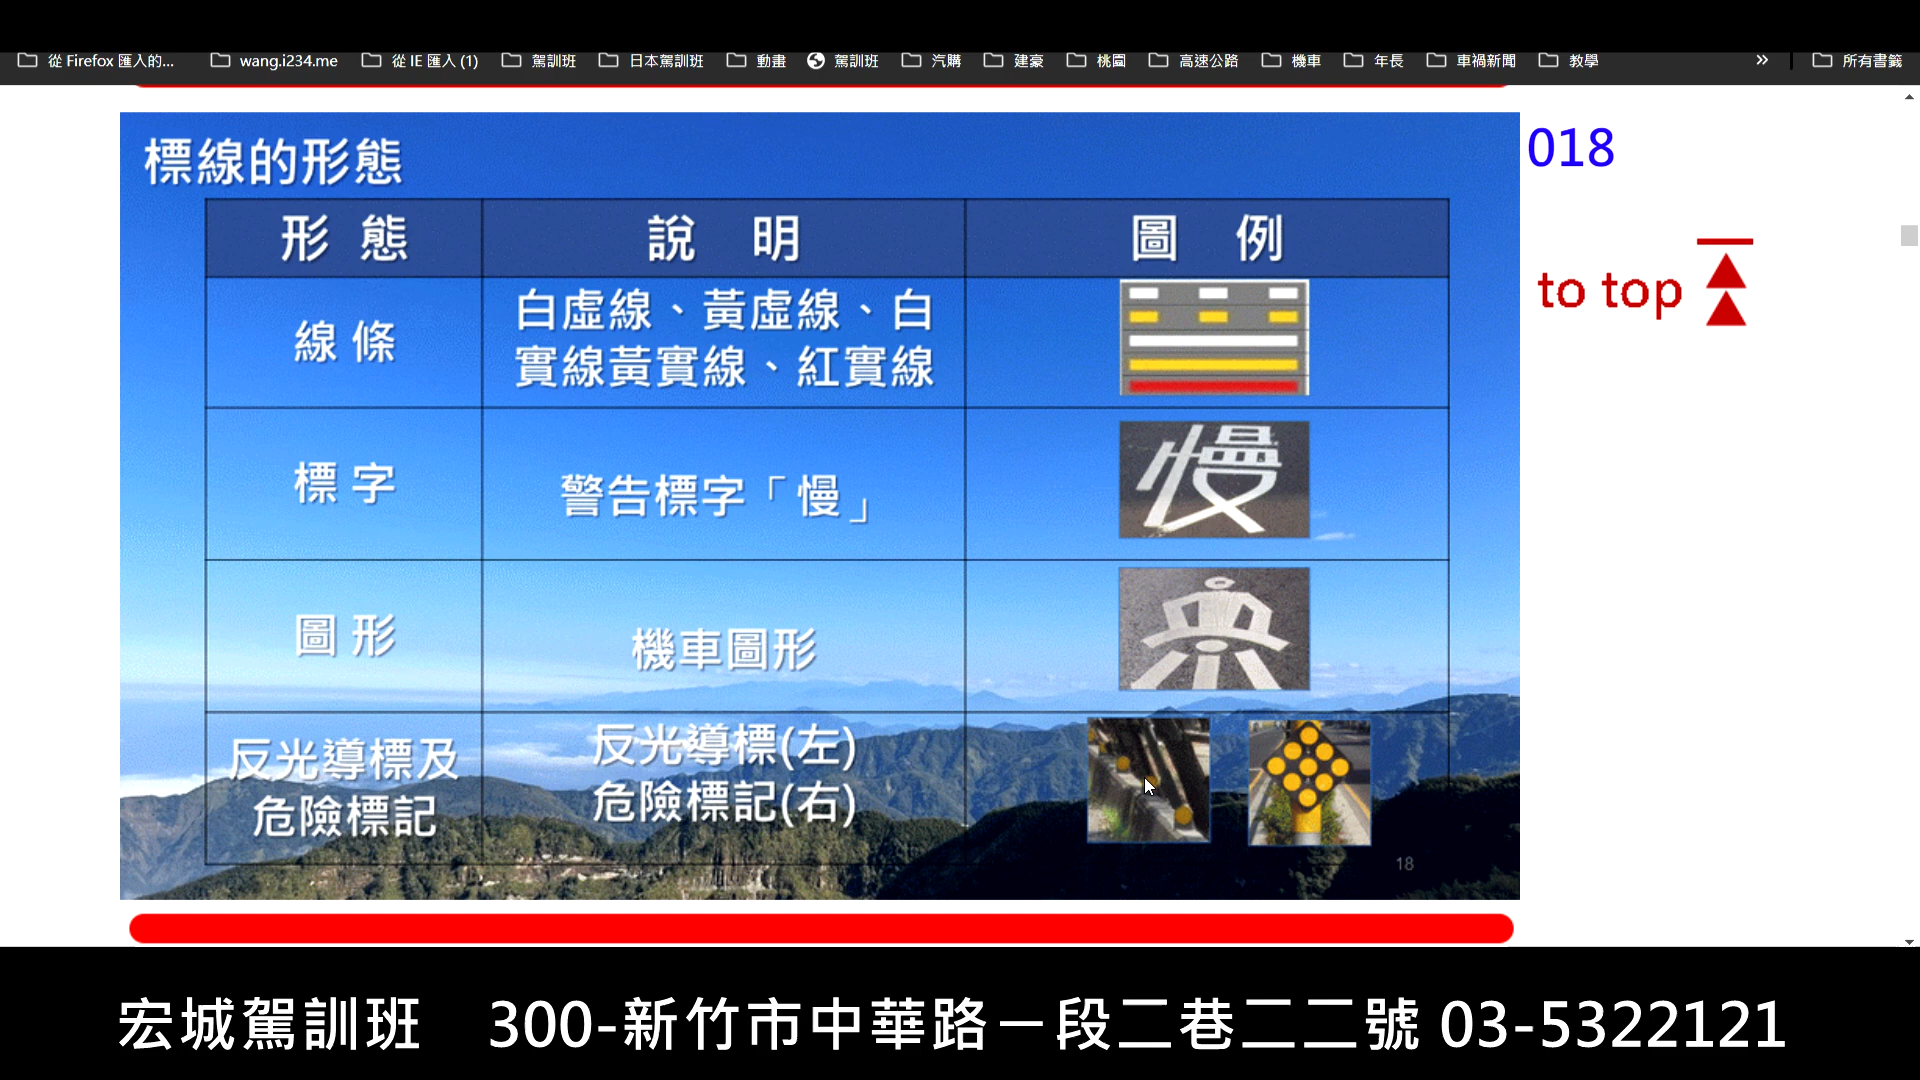 從 Firefox 匯入的... wang.i234.me 從 IE 匯入 (1) 駕訓班 日本駕訓班 動畫 駕訓班 汽購 建豪 桃園 高速公路 機車 年長 車禍新聞 教學 » 所有書籤
標線的形態
018
to top
形 態 說 明 圖 例
線 條
白虛線、黃虛線、白
實線黃實線、紅實線
標 字
警告標字「慢」
慢
圖 形
機車圖形
反光導標及
危險標記
反光導標(左)
危險標記(右)
18
宏城駕訓班 300-新竹市中華路一段二巷二二號 03-5322121